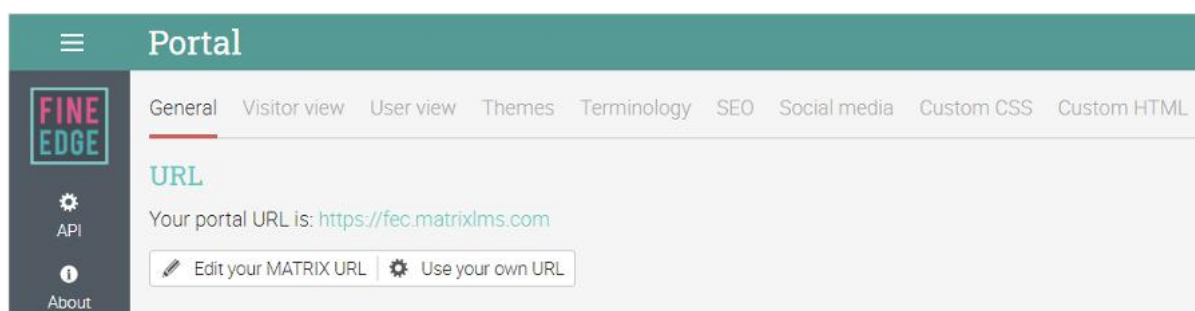 Portal
FINE
EDGE
General Visitor view User view Themes Terminology SEO Social media Custom CSS Custom HTML
URL
Your portal URL is: https://fec.matrixlms.com
Edit your MATRIX URL Use your own URL
API
About